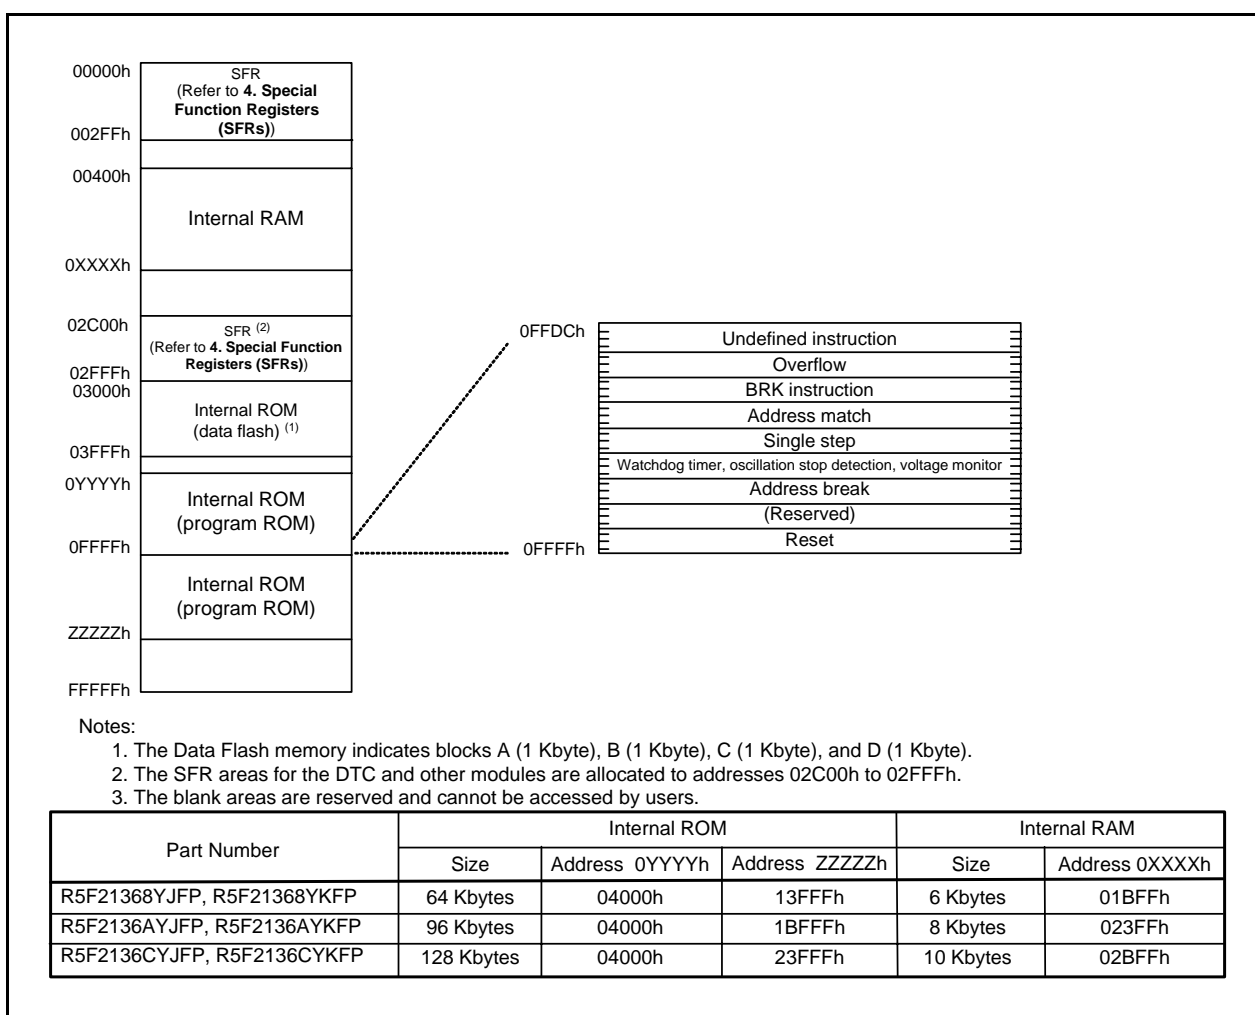 00000h
SFR
(Refer to 4. Special
Function Registers
(SFRs))
002FFh
00400h
Internal RAM
0XXXXh
02C00h
SFR (2)
(Refer to 4. Special Function
Registers (SFRs))
02FFFh
03000h
Internal ROM
(data flash) (1)
03FFFh
0YYYYh
Internal ROM
(program ROM)
0FFFFh
Internal ROM
(program ROM)
ZZZZZh
FFFFFh
0FFDCh
Undefined instruction
Overflow
BRK instruction
Address match
Single step
Watchdog timer, oscillation stop detection, voltage monitor
Address break
(Reserved)
0FFFFh
Reset
Notes:
1. The Data Flash memory indicates blocks A (1 Kbyte), B (1 Kbyte), C (1 Kbyte), and D (1 Kbyte).
2. The SFR areas for the DTC and other modules are allocated to addresses 02C00h to 02FFFh.
3. The blank areas are reserved and cannot be accessed by users.
Part Number Internal ROM Internal RAM
Size Address 0YYYYh Address ZZZZZh Size Address 0XXXXh
R5F21368YJFP, R5F21368YKFP 64 Kbytes 04000h 13FFFh 6 Kbytes 01BFFh
R5F2136AYJFP, R5F2136AYKFP 96 Kbytes 04000h 1BFFFh 8 Kbytes 023FFh
R5F2136CYJFP, R5F2136CYKFP 128 Kbytes 04000h 23FFFh 10 Kbytes 02BFFh